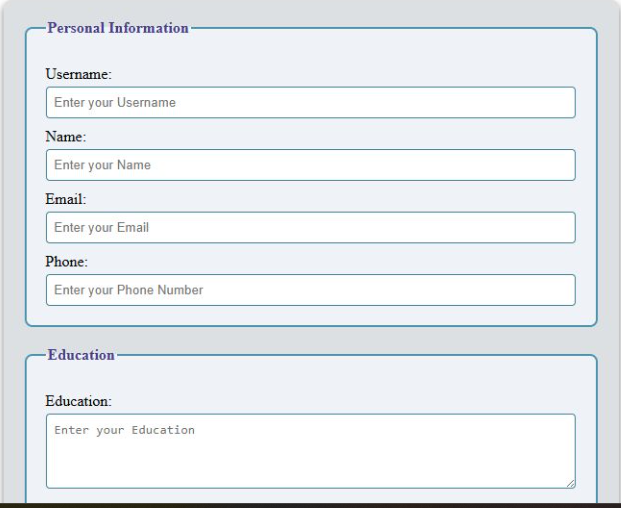 Personal Information
Username:
Enter your Username
Name:
Enter your Name
Email:
Enter your Email
Phone:
Enter your Phone Number
Education
Education:
Enter your Education